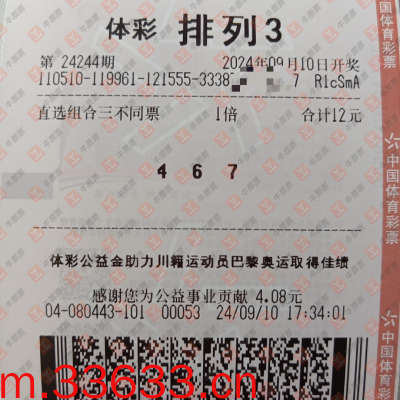 体彩 排列3
第 24244期 2024年09月10日开奖
110510-119961-121555-3338 7 RlcSmA
直选组合三不同票 1倍 合计12元
4 6 7
体彩公益金助力川籍运动员巴黎奥运取得佳绩
感谢您为公益事业贡献 4.08元
04-080443-101 00053 24/09/10 17:34:01
m.33633.cn
国体育彩票
中国体育彩票
中国体育